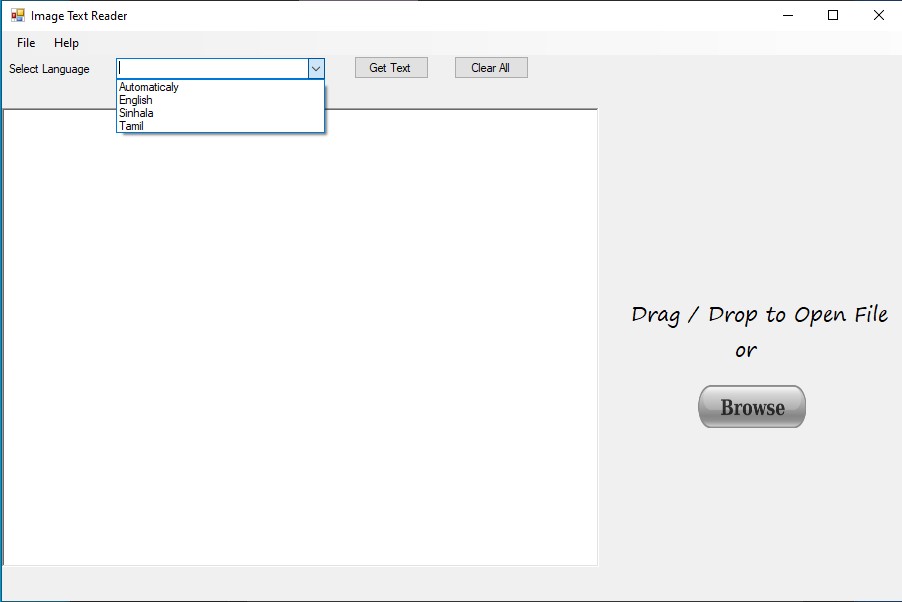 Image Text Reader
File Help
Select Language Get Text Clear All
Automaticaly
English
Sinhala
Tamil
Drag / Drop to Open File
or
Browse